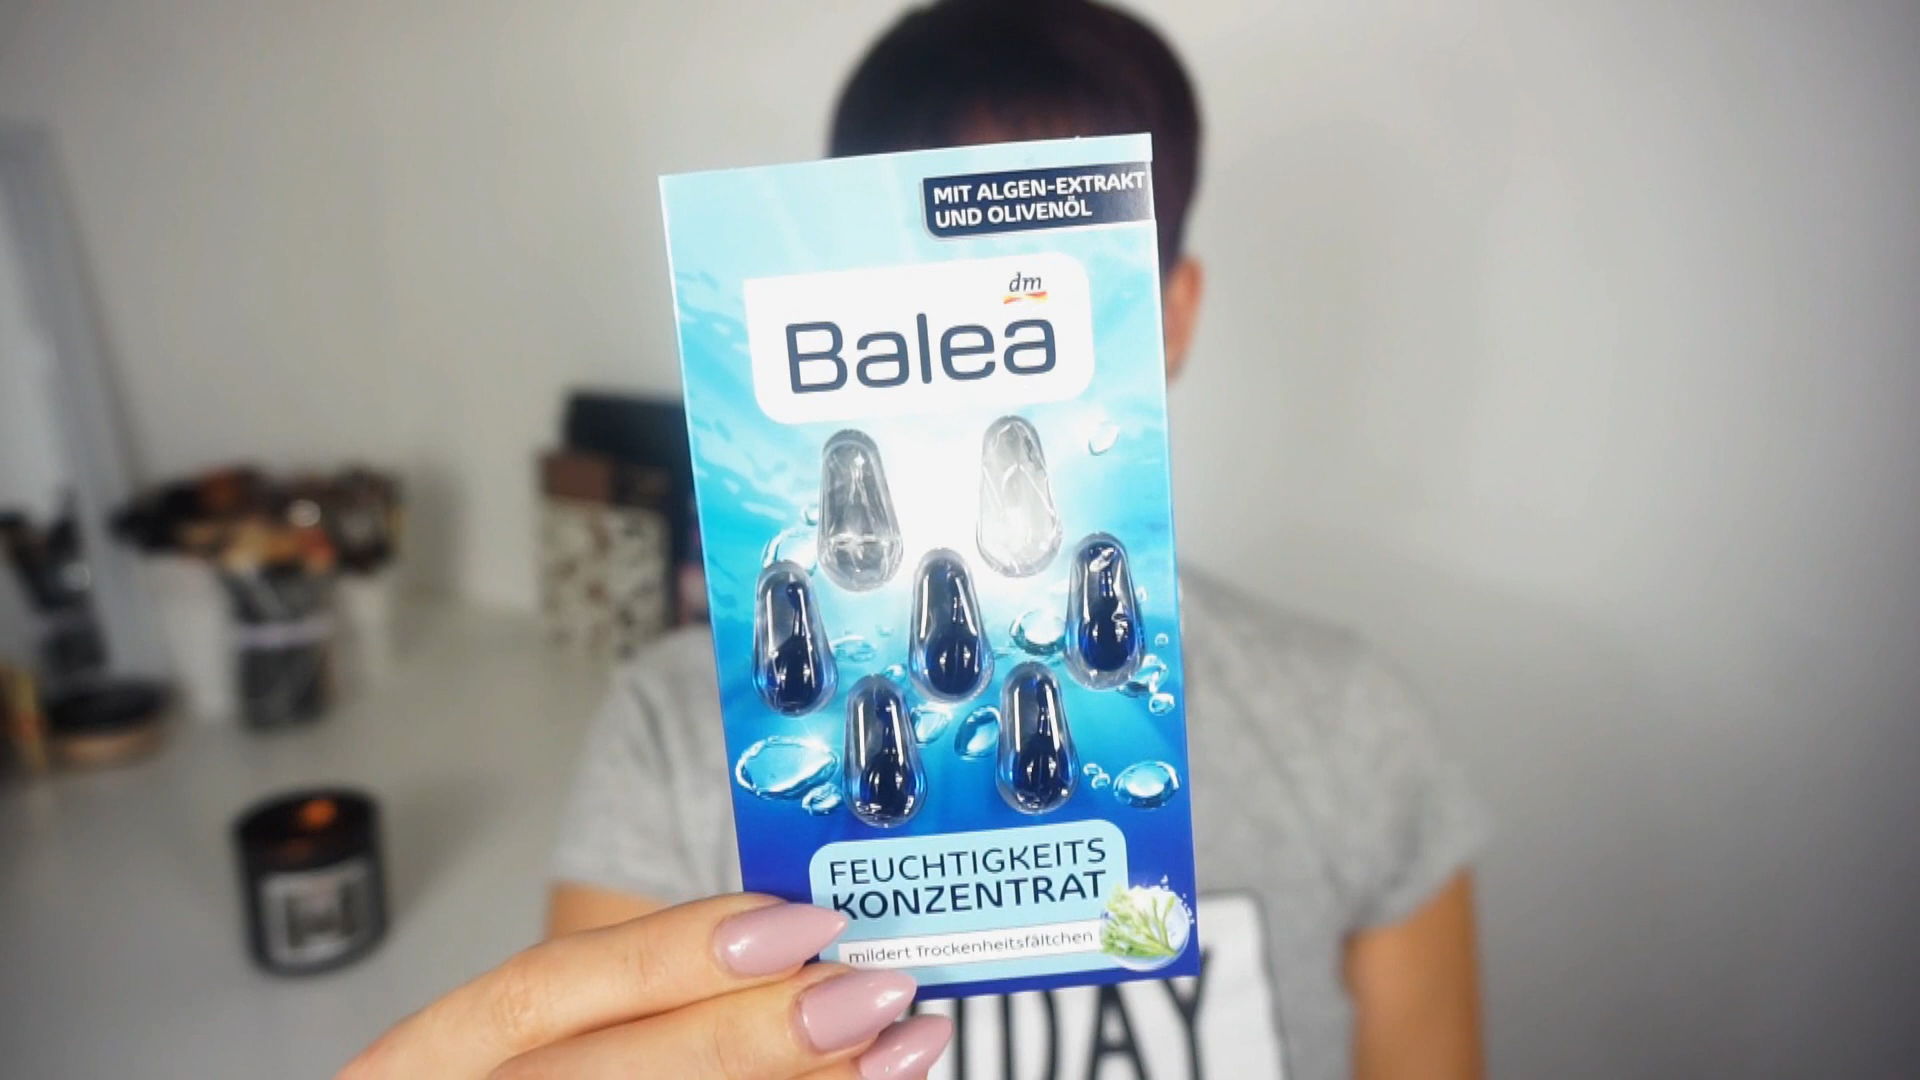 MIT ALGEN-EXTRAKT
UND OLIVENÖL
dm
Balea
FEUCHTIGKEITS
KONZENTRAT
mildert Trockenheitsfältchen